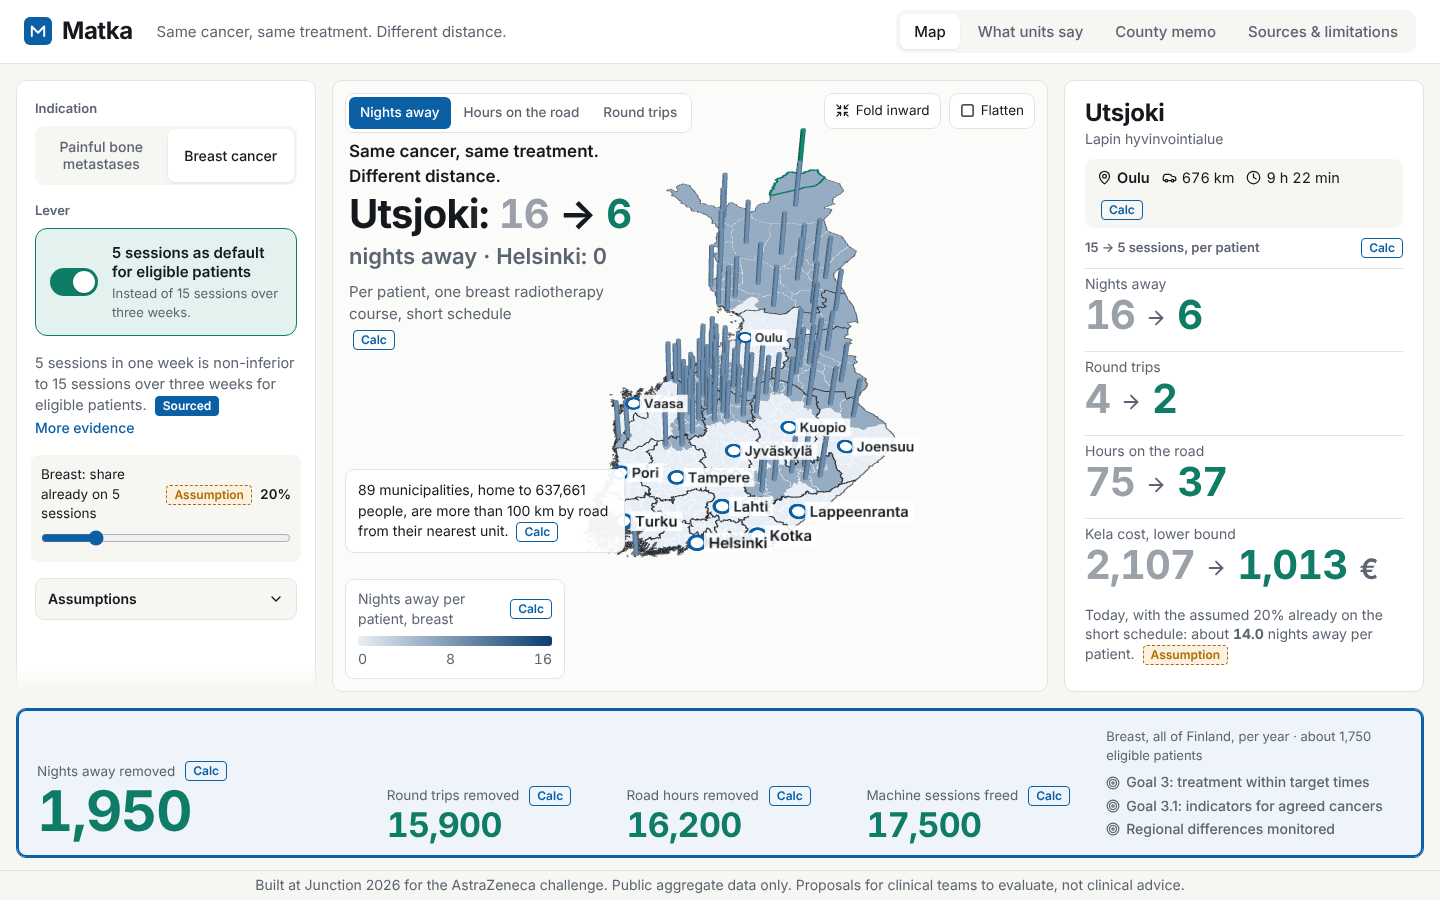 Matka
Same cancer, same treatment. Different distance.
Map
What units say
County memo
Sources & limitations
Indication
Painful bone
metastases
Breast cancer
Lever
5 sessions as default
for eligible patients
Instead of 15 sessions over
three weeks.
5 sessions in one week is non-inferior
to 15 sessions over three weeks for
eligible patients. Sourced
More evidence
Breast: share
already on 5
sessions
Assumption 20%
Assumptions
Nights away
Hours on the road
Round trips
Fold inward
Flatten
Same cancer, same treatment.
Different distance.
Utsjoki: 16 → 6
nights away · Helsinki: 0
Per patient, one breast radiotherapy
course, short schedule
Calc
Oulu
Vaasa
Kuopio
Joensuu
Jyväskylä
Pori
Tampere
Lahti
Lappeenranta
Turku
Kotka
Helsinki
89 municipalities, home to 637,661
people, are more than 100 km by road
from their nearest unit. Calc
Nights away per
patient, breast
Calc
0 8 16
Utsjoki
Lapin hyvinvointialue
Oulu 676 km 9 h 22 min
Calc
15 → 5 sessions, per patient Calc
Nights away
16 → 6
Round trips
4 → 2
Hours on the road
75 → 37
Kela cost, lower bound
2,107 → 1,013 €
Today, with the assumed 20% already on the
short schedule: about 14.0 nights away per
patient. Assumption
Nights away removed Calc
1,950
Round trips removed Calc
15,900
Road hours removed Calc
16,200
Machine sessions freed Calc
17,500
Breast, all of Finland, per year · about 1,750
eligible patients
Goal 3: treatment within target times
Goal 3.1: indicators for agreed cancers
Regional differences monitored
Built at Junction 2026 for the AstraZeneca challenge. Public aggregate data only. Proposals for clinical teams to evaluate, not clinical advice.